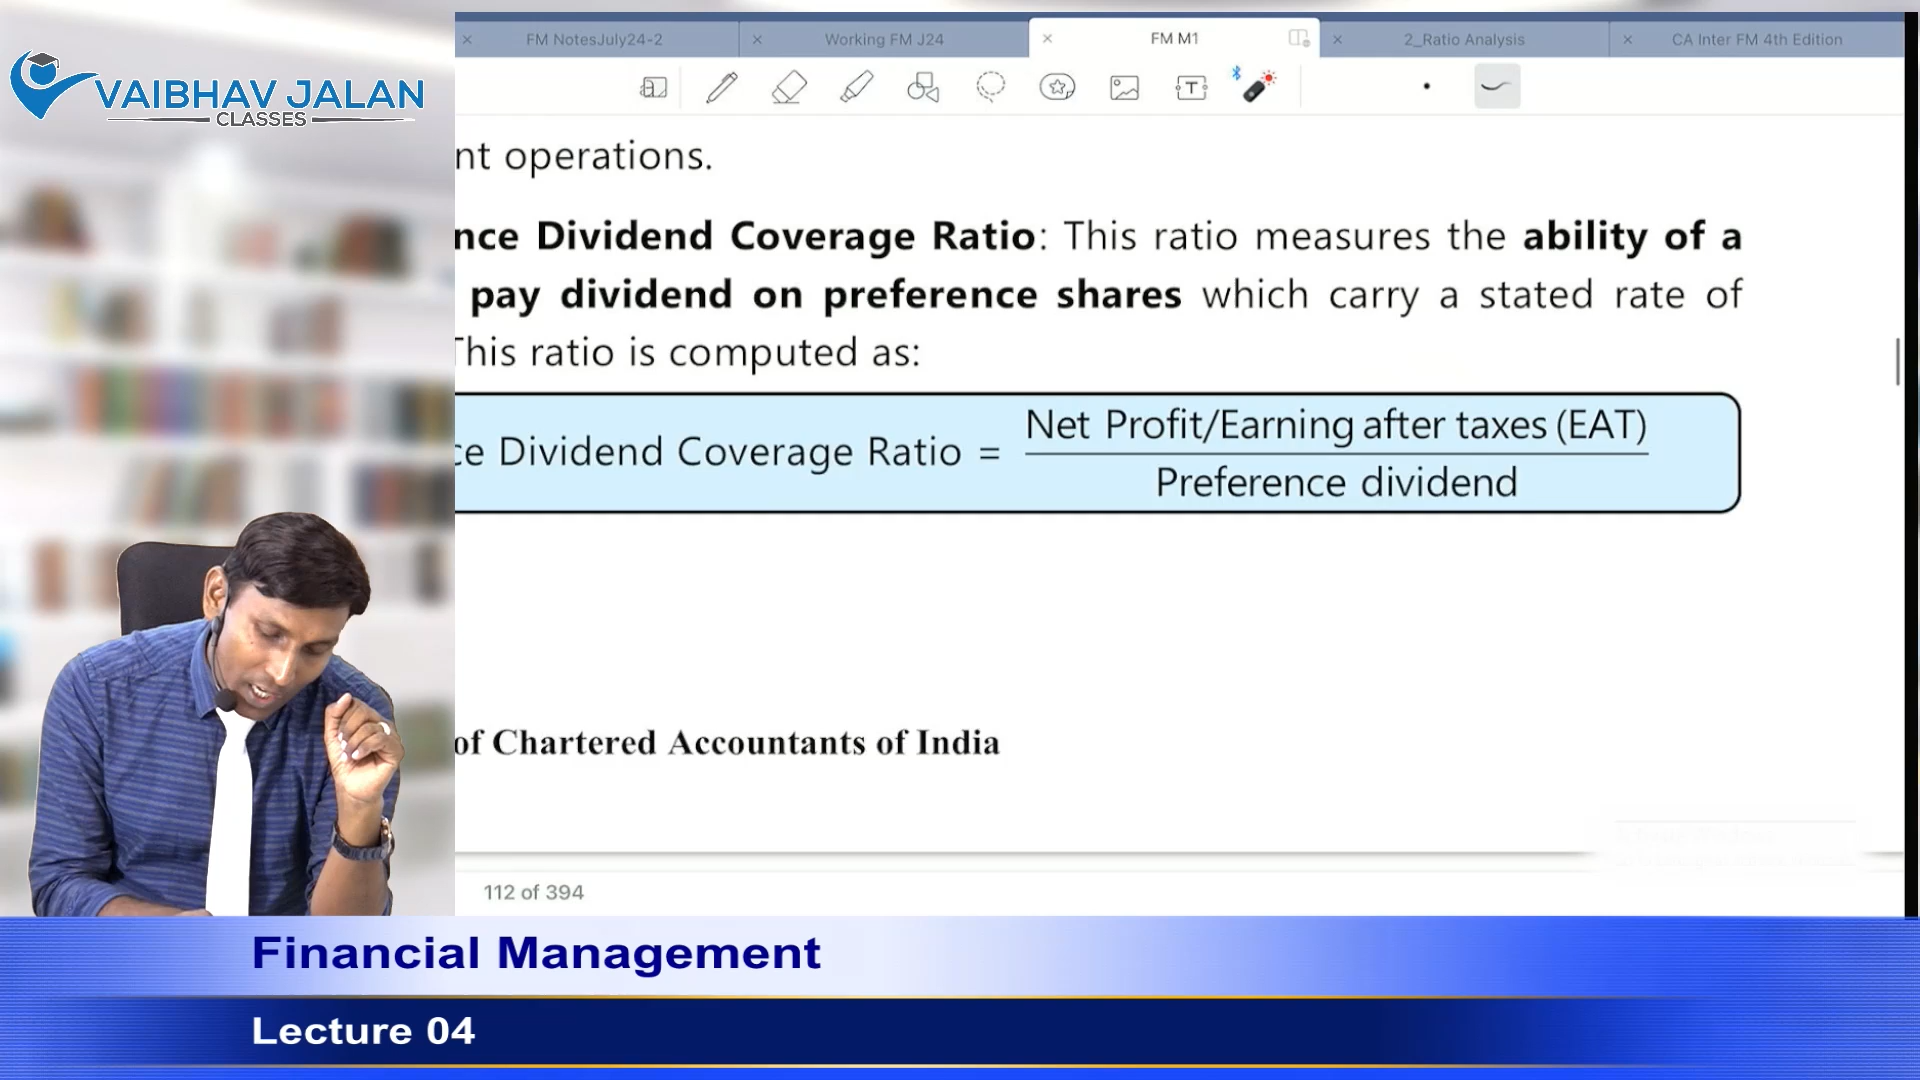 VAIBHAV JALAN
CLASSES
FM NotesJuly24-2
Working FM J24
FM M1
2_Ratio Analysis
CA Inter FM 4th Edition
nt operations.
nce Dividend Coverage Ratio: This ratio measures the ability of a
pay dividend on preference shares which carry a stated rate of
This ratio is computed as:
ce Dividend Coverage Ratio = Net Profit/Earning after taxes (EAT)
Preference dividend
of Chartered Accountants of India
112 of 394
Financial Management
Lecture 04